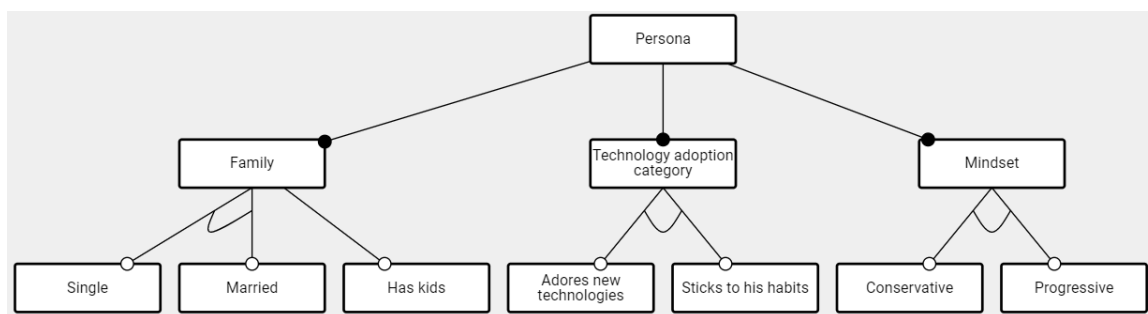 Persona
Family
Technology adoption
category
Mindset
Single
Married
Has kids
Adores new
technologies
Sticks to his habits
Conservative
Progressive